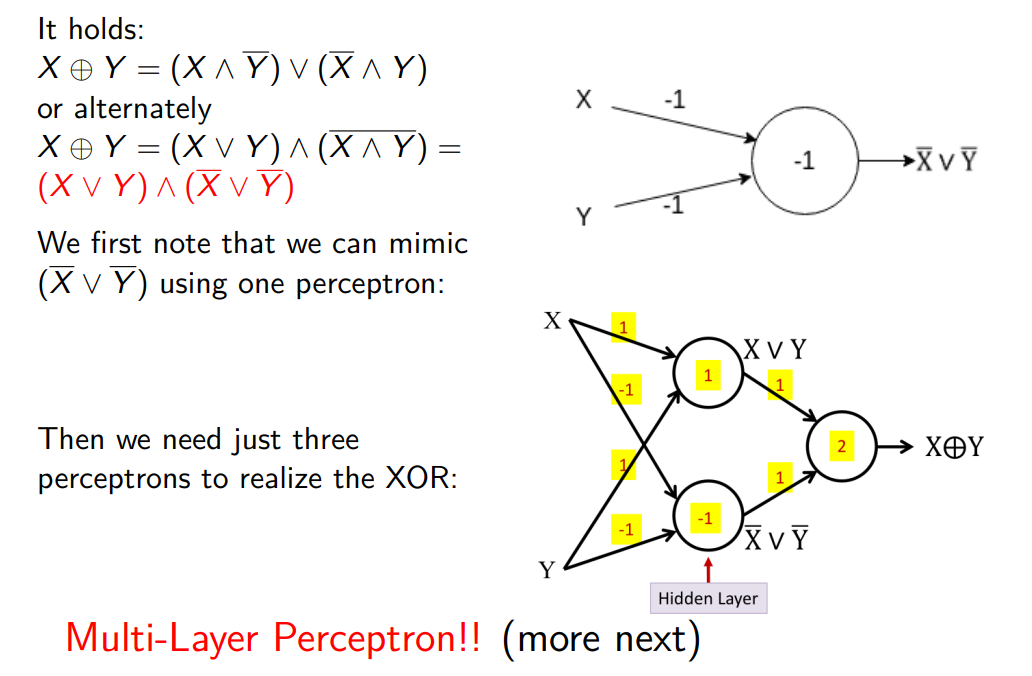 It holds:
X ⊕ Y = (X ∧ Y̅) ∨ (X̅ ∧ Y)
or alternately
X ⊕ Y = (X ∨ Y) ∧ (X̅ ̅∧̅ ̅Y̅) =
(X ∨ Y) ∧ (X̅ ∨ Y̅)
We first note that we can mimic
(X̅ ∨ Y̅) using one perceptron:
X
-1
-1
X̅ ∨ Y̅
Y
-1
Then we need just three
perceptrons to realize the XOR:
X
1
X ∨ Y
1
1
-1
2
X⊕Y
1
1
-1
-1
X̅ ∨ Y̅
Y
Hidden Layer
Multi-Layer Perceptron!! (more next)